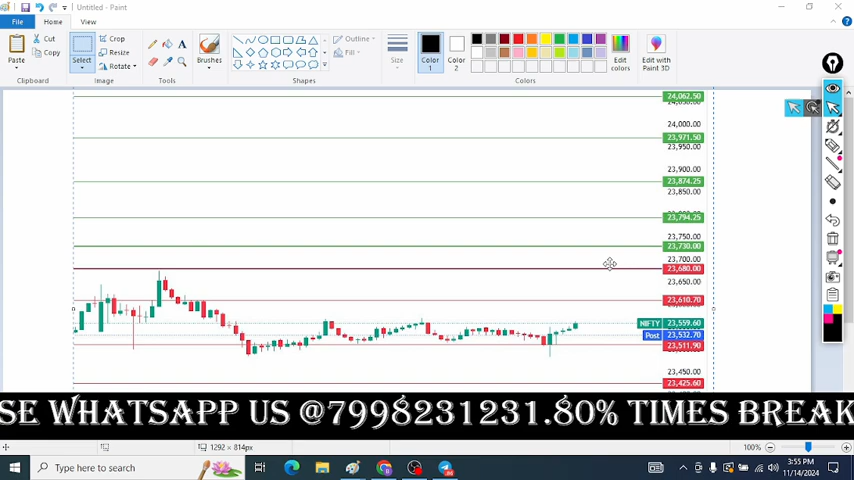 Untitled - Paint
File
Home
View
Paste
Cut
Copy
Clipboard
Select
Crop
Resize
Rotate
Image
A
Tools
Brushes
Shapes
Outline
Fill
Size
Color
1
Color
2
Colors
Edit
colors
Edit with
Paint 3D
24,062.50
24,000.00
23,971.50
23,950.00
23,900.00
23,874.25
23,850.00
23,794.25
23,750.00
23,730.00
23,700.00
23,680.00
23,650.00
23,610.70
NIFTY 23,559.60
Post 23,532.70
23,511.90
23,450.00
23,425.60
SE WHATSAPP US @7998231231.80% TIMES BREAK
1292 × 814px
100%
Type here to search
3:55 PM
11/14/2024